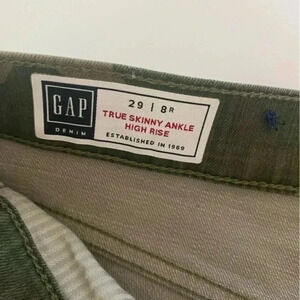 GAP
DENIM
29 | 8R
TRUE SKINNY ANKLE
HIGH RISE
ESTABLISHED IN 1969